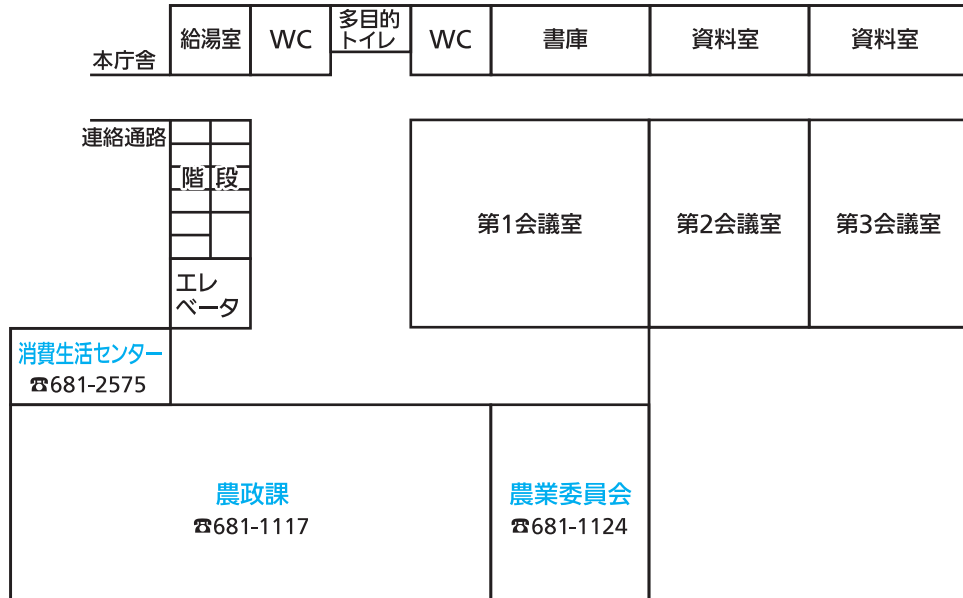 本庁舎
給湯室
WC
多目的
トイレ
WC
書庫
資料室
資料室
連絡通路
階段
エレ
ベータ
第1会議室
第2会議室
第3会議室
消費生活センター
☎681-2575
農政課
☎681-1117
農業委員会
☎681-1124